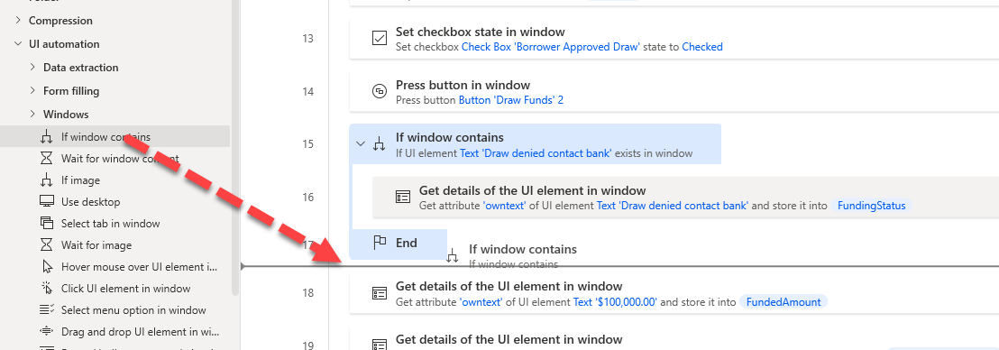 Compression
UI automation
Data extraction
Form filling
Windows
If window contains
Wait for window content
If image
Use desktop
Select tab in window
Wait for image
Hover mouse over UI element i...
Click UI element in window
Select menu option in window
Drag and drop UI element in wi...
13
Set checkbox state in window
Set checkbox Check Box 'Borrower Approved Draw' state to Checked
14
Press button in window
Press button Button 'Draw Funds' 2
15
If window contains
If UI element Text 'Draw denied contact bank' exists in window
16
Get details of the UI element in window
Get attribute 'owntext' of UI element Text 'Draw denied contact bank' and store it into FundingStatus
17
End
If window contains
If window contains
18
Get details of the UI element in window
Get attribute 'owntext' of UI element Text '$100,000.00' and store it into FundedAmount
19
Get details of the UI element in window